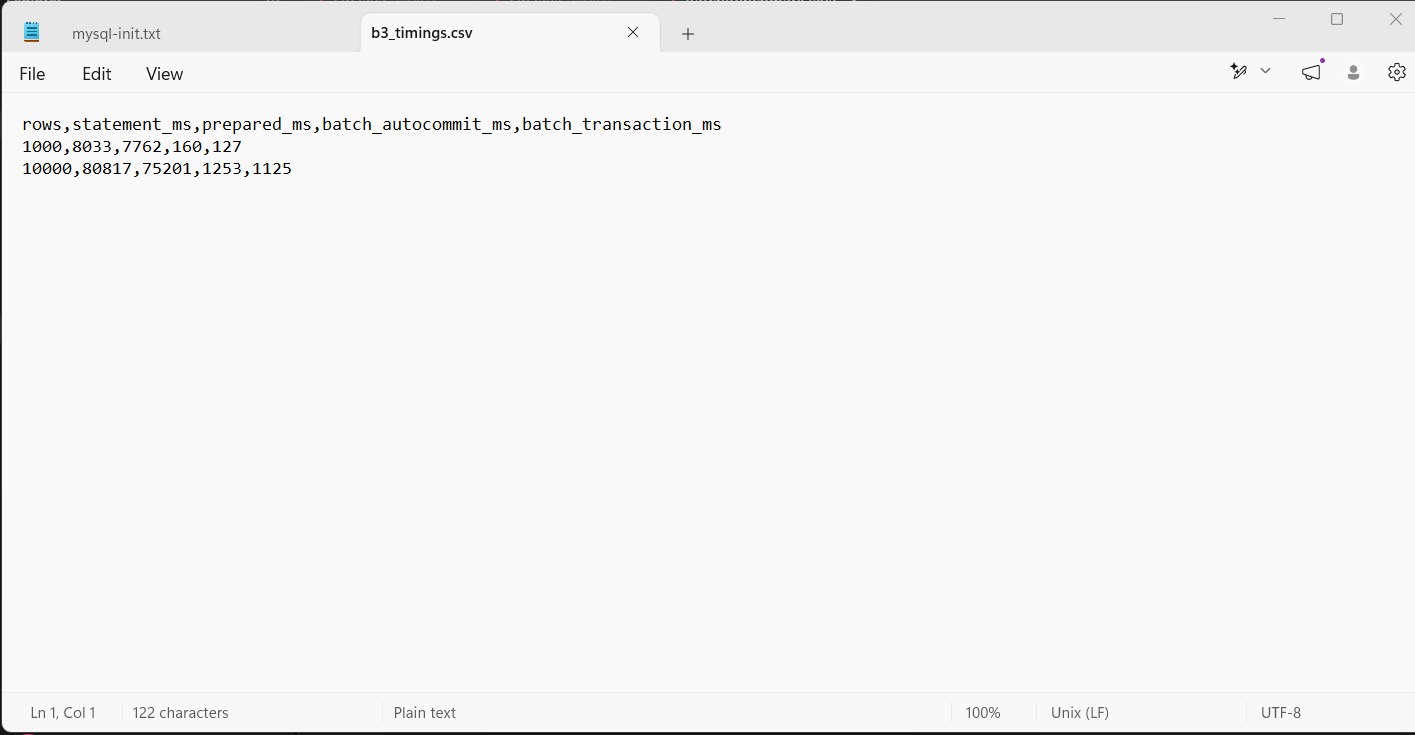 mysql-init.txt
b3_timings.csv
File Edit View
rows,statement_ms,prepared_ms,batch_autocommit_ms,batch_transaction_ms
1000,8033,7762,160,127
10000,80817,75201,1253,1125
Ln 1, Col 1 122 characters Plain text 100% Unix (LF) UTF-8